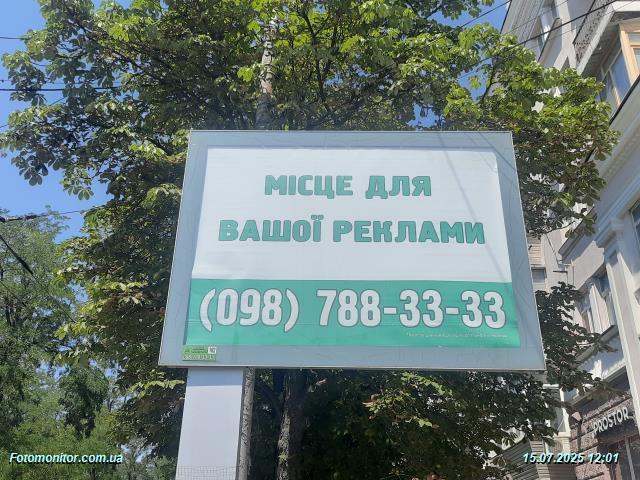 МІСЦЕ ДЛЯ
ВАШОЇ РЕКЛАМИ
(098) 788-33-33
PROSTOR
Fotomonitor.com.ua
15.07.2025 12:01